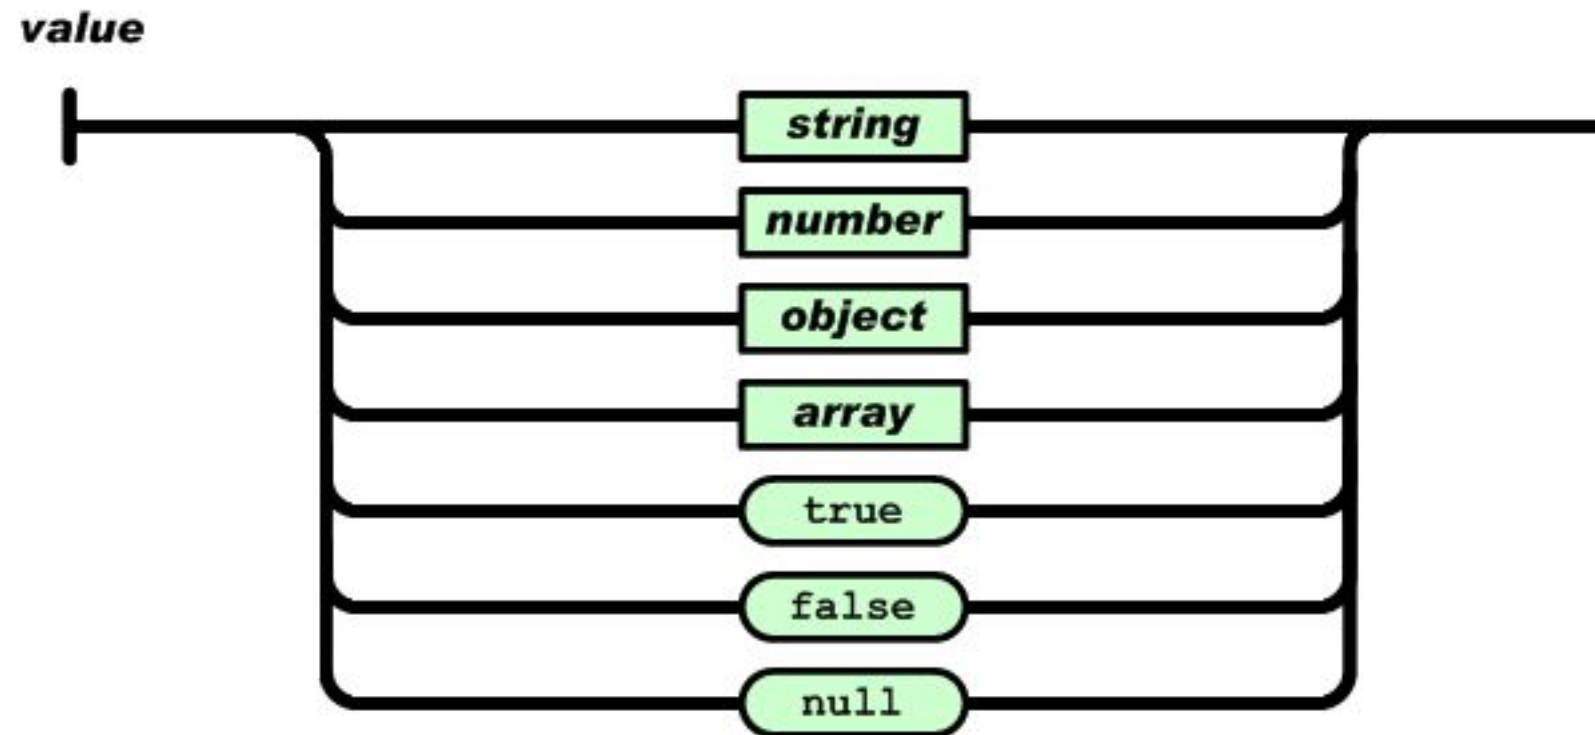 value
string
number
object
array
true
false
null